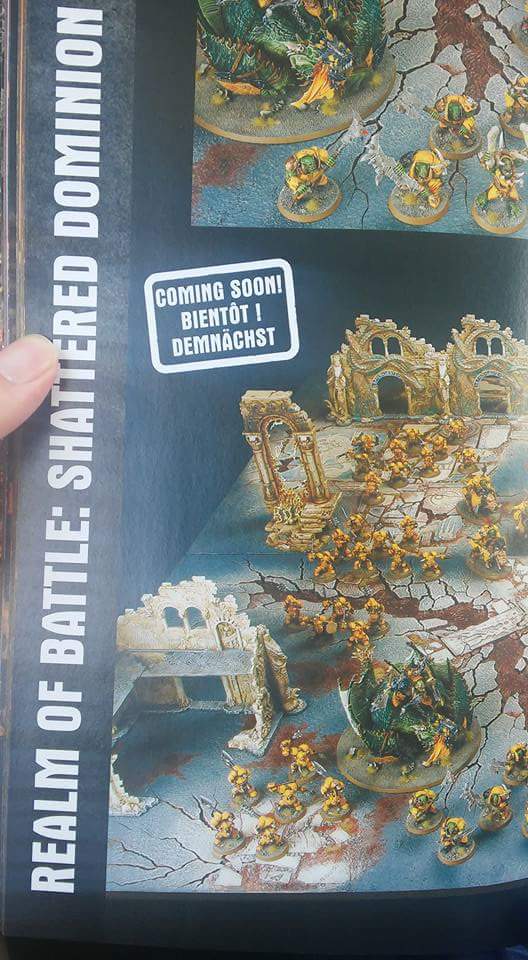 REALM OF BATTLE: SHATTERED DOMINION
COMING SOON!
BIENTÔT !
DEMNÄCHST